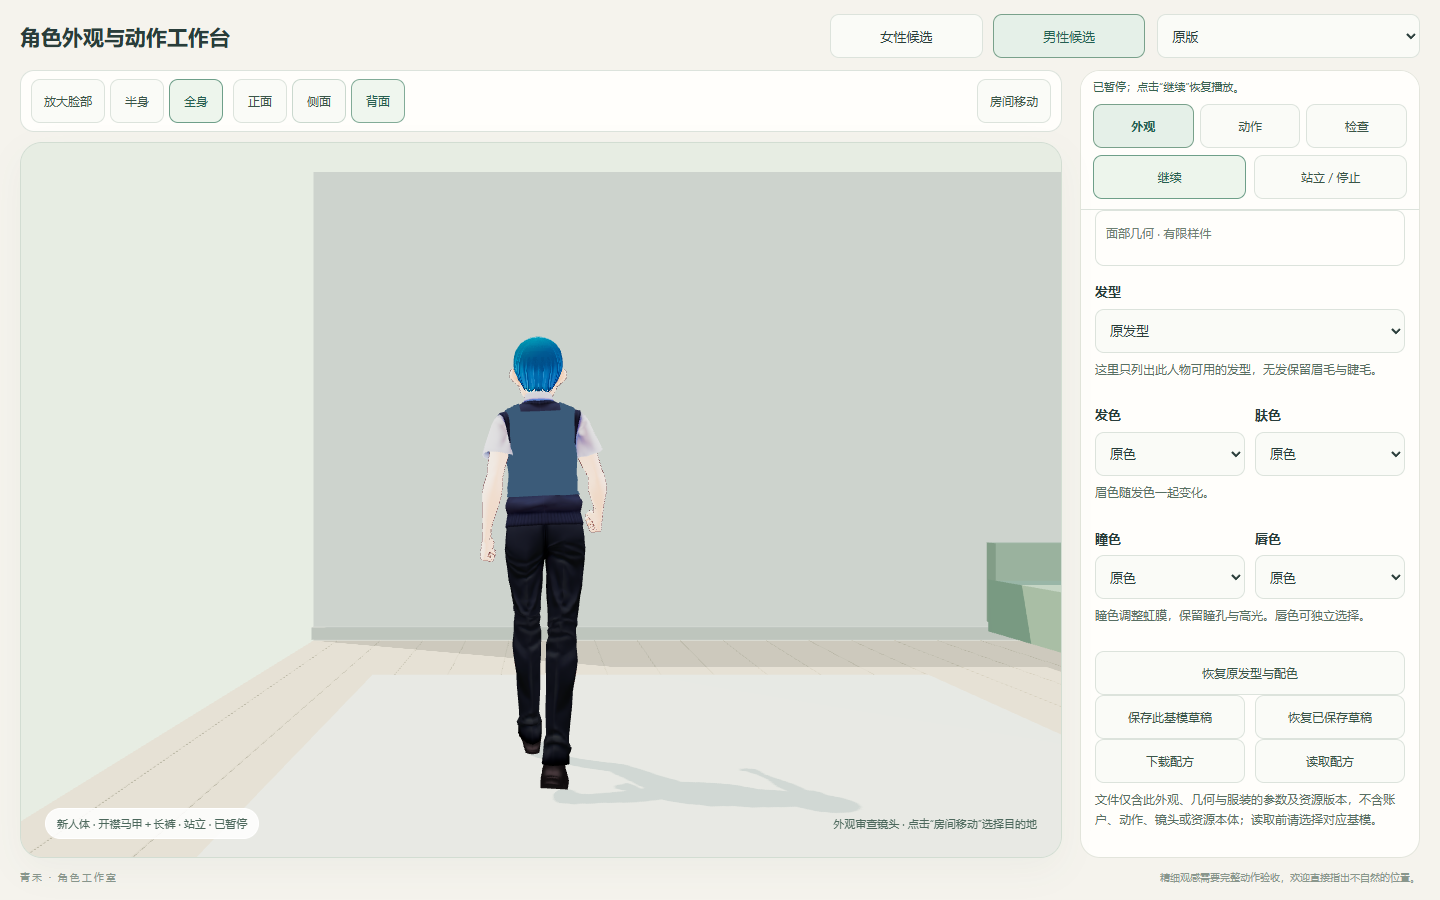 角色外观与动作工作台
女性候选
男性候选
原版
放大脸部
半身
全身
正面
侧面
背面
房间移动
已暂停；点击“继续”恢复播放。
外观
动作
检查
继续
站立 / 停止
面部几何 · 有限样件
发型
原发型
这里只列出此人物可用的发型，无发保留眉毛与睫毛。
发色
肤色
原色
原色
眉色随发色一起变化。
瞳色
唇色
原色
原色
瞳色调整虹膜，保留瞳孔与高光。唇色可独立选择。
恢复原发型与配色
保存此基模草稿
恢复已保存草稿
下载配方
读取配方
文件仅含此外观、几何与服装的参数及资源版本，不含账
户、动作、镜头或资源本体；读取前请选择对应基模。
新人体 · 开襟马甲 + 长裤 · 站立 · 已暂停
外观审查镜头 · 点击“房间移动”选择目的地
青禾 · 角色工作室
精细观感需要完整动作验收，欢迎直接指出不自然的位置。